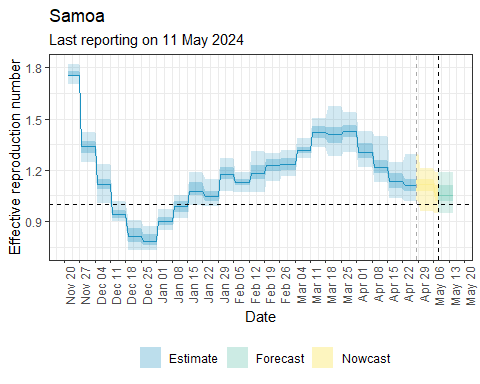 Samoa
Last reporting on 11 May 2024
Effective reproduction number
1.8
1.5
1.2
0.9
Nov 20
Nov 27
Dec 04
Dec 11
Dec 18
Dec 25
Jan 01
Jan 08
Jan 15
Jan 22
Jan 29
Feb 05
Feb 12
Feb 19
Feb 26
Mar 04
Mar 11
Mar 18
Mar 25
Apr 01
Apr 08
Apr 15
Apr 22
Apr 29
May 06
May 13
May 20
Date
Estimate Forecast Nowcast